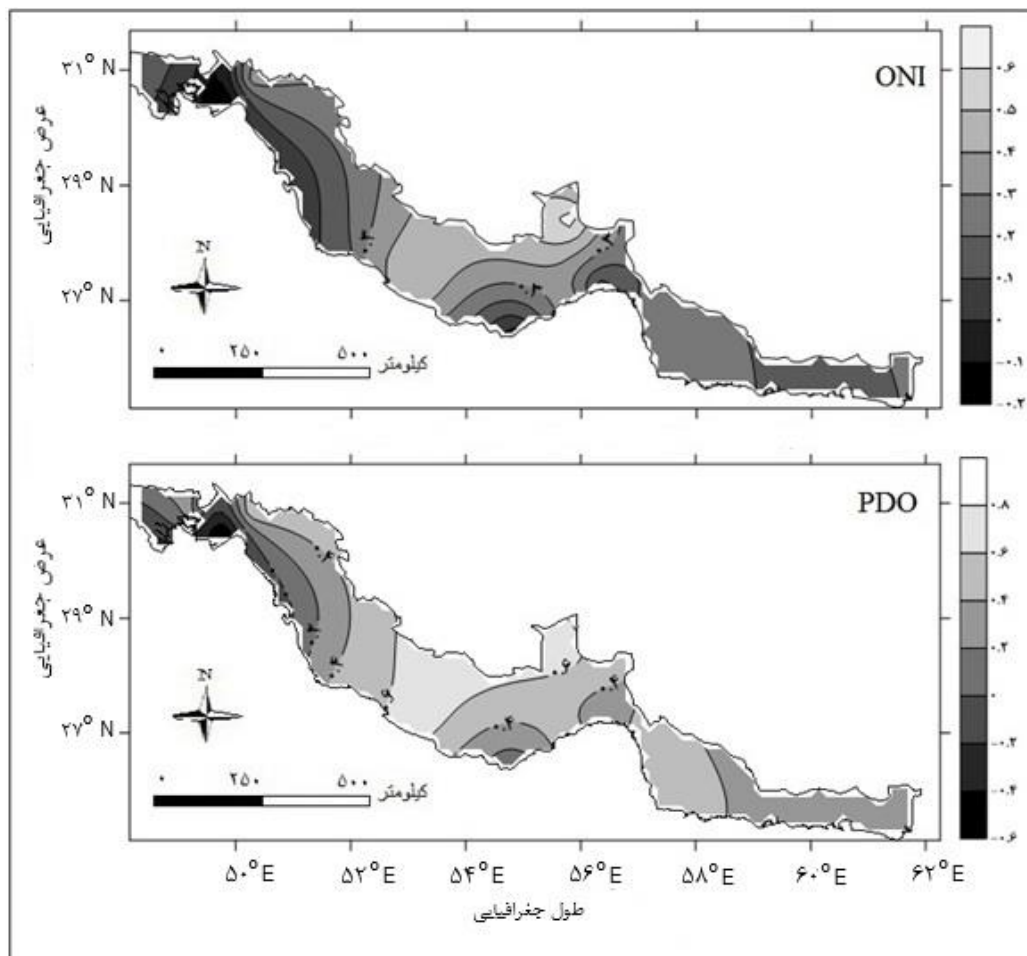 ONI
۳۱° N
۲۹° N
۲۷° N
عرض جغرافیایی
N
۰ ۲۵۰ ۵۰۰ کیلومتر
۰.۶
۰.۵
۰.۴
۰.۳
۰.۲
۰.۱
۰
-۰.۱
-۰.۲
PDO
۳۱° N
۲۹° N
۲۷° N
عرض جغرافیایی
N
۰ ۲۵۰ ۵۰۰ کیلومتر
۰.۸
۰.۶
۰.۴
۰.۲
۰
-۰.۲
-۰.۴
-۰.۶
۵۰°E ۵۲°E ۵۴°E ۵۶°E ۵۸°E ۶۰°E ۶۲°E
طول جغرافیایی